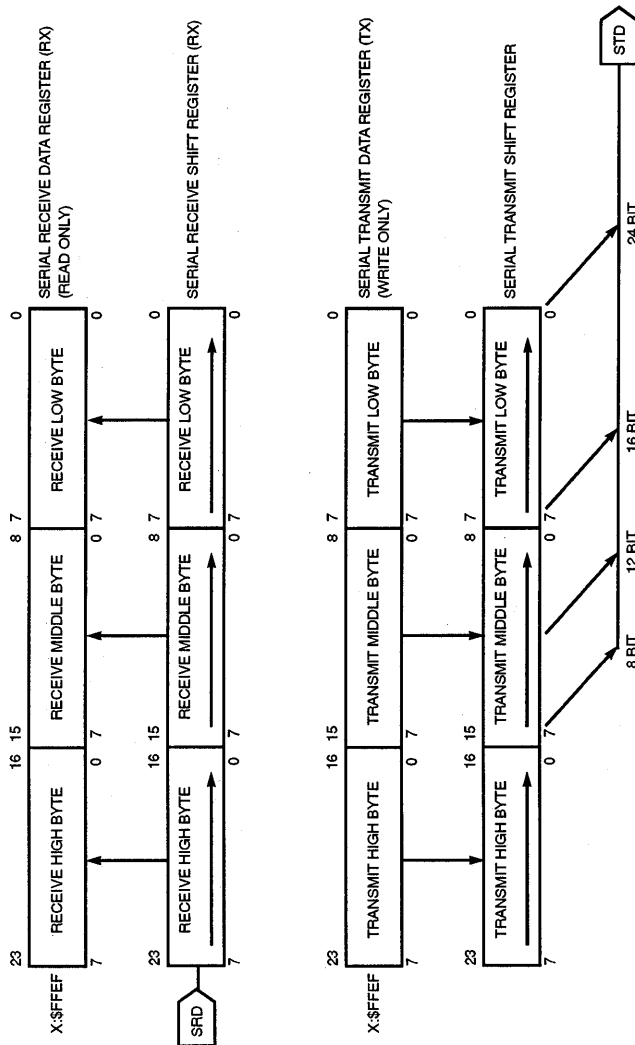 23 16 15 8 7 0
X:$FFEF
RECEIVE HIGH BYTE
RECEIVE MIDDLE BYTE
RECEIVE LOW BYTE
SERIAL RECEIVE DATA REGISTER (RX)
(READ ONLY)
7 0 7 0 7 0
23 16 15 8 7 0
SRD
RECEIVE HIGH BYTE
RECEIVE MIDDLE BYTE
RECEIVE LOW BYTE
SERIAL RECEIVE SHIFT REGISTER (RX)
7 0 7 0 7 0
23 16 15 8 7 0
X:$FFEF
TRANSMIT HIGH BYTE
TRANSMIT MIDDLE BYTE
TRANSMIT LOW BYTE
SERIAL TRANSMIT DATA REGISTER (TX)
(WRITE ONLY)
7 0 7 0 7 0
23 16 15 8 7 0
TRANSMIT HIGH BYTE
TRANSMIT MIDDLE BYTE
TRANSMIT LOW BYTE
SERIAL TRANSMIT SHIFT REGISTER
7 0 7 0 7 0
STD
8 BIT
12 BIT
16 BIT
24 BIT